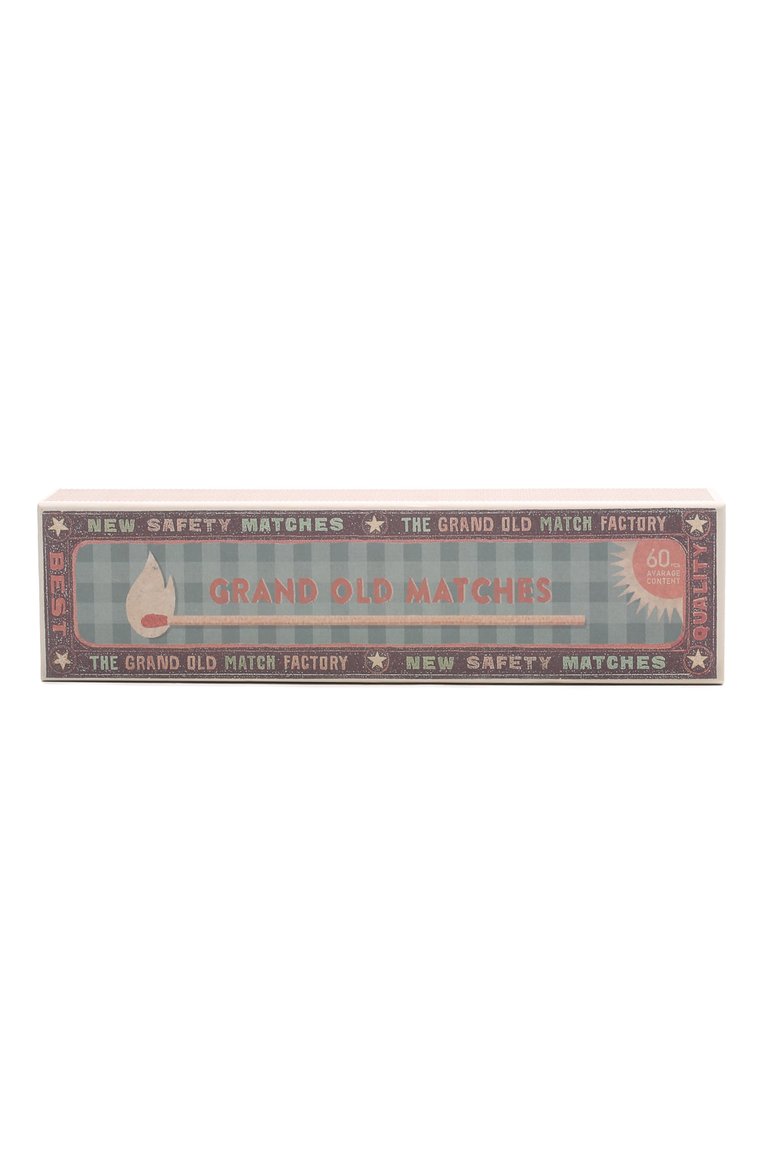 NEW SAFETY MATCHES ★ THE GRAND OLD MATCH FACTORY
BEST
GRAND OLD MATCHES
60 PCS
AVARAGE
CONTENT
QUALITY
THE GRAND OLD MATCH FACTORY ★ NEW SAFETY MATCHES